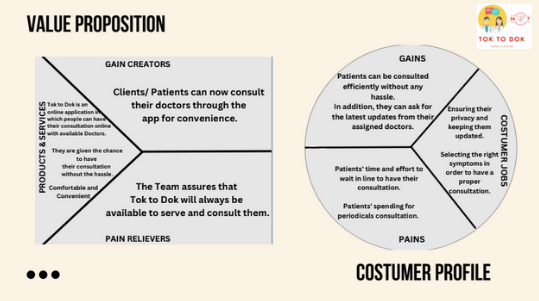 VALUE PROPOSITION
TOK TO DOK
GAIN CREATORS
Clients/ Patients can now consult
their doctors through the
app for convenience.
PRODUCTS & SERVICES
Tok to Dok is an
online application in
which people can have
their consultation online
with available Doctors.
They are given the chance
to have
their consultation
without the hassle.
Comfortable and
Convenient
The Team assures that
Tok to Dok will always be
available to serve and consult them.
PAIN RELIEVERS
GAINS
Patients can be consulted
efficiently without any
hassle.
In addition, they can ask for
the latest updates from their
assigned doctors.
Ensuring their
privacy and
keeping them
updated.
Selecting the right
symptoms in
order to have a
proper
consultation.
COSTUMER JOBS
Patients' time and effort to
wait in line to have their
consultation.
Patients' spending for
periodicals consultation.
PAINS
COSTUMER PROFILE